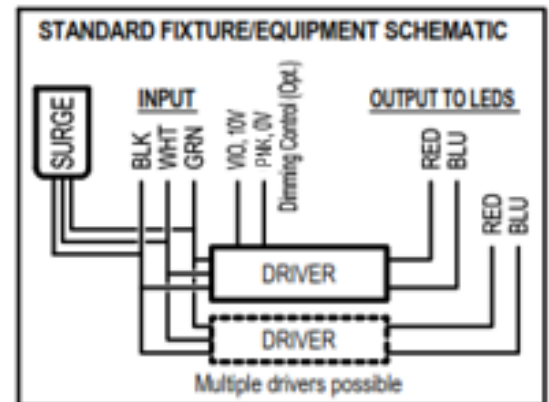 STANDARD FIXTURE/EQUIPMENT SCHEMATIC
SURGE
INPUT
BLK
WHT
GRN
VIO, 10V
PNK, 0V
Dimming Control (Opt.)
OUTPUT TO LEDS
RED
BLU
RED
BLU
DRIVER
DRIVER
Multiple drivers possible